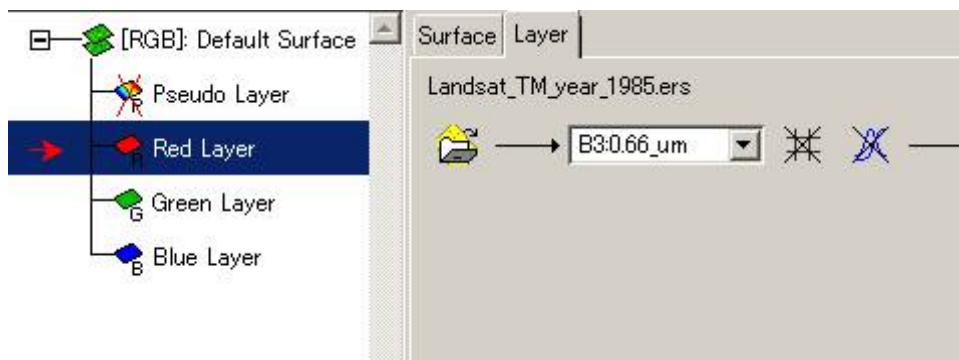 [RGB]: Default Surface
Pseudo Layer
R
Red Layer
R
Green Layer
G
Blue Layer
B
Surface
Layer
Landsat_TM_year_1985.ers
B3:0.66_um